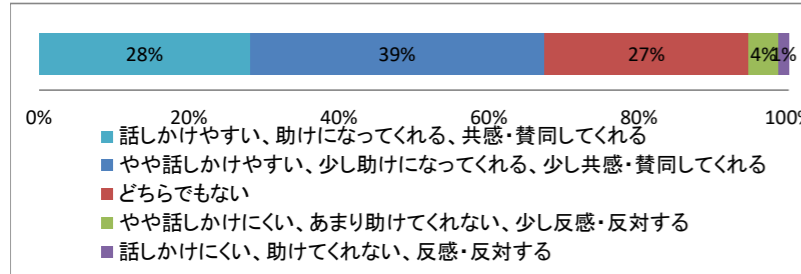 28% 39% 27% 4% 1%
0% 20% 40% 60% 80% 100%
話しかけやすい、助けになってくれる、共感・賛同してくれる
やや話しかけやすい、少し助けになってくれる、少し共感・賛同してくれる
どちらでもない
やや話しかけにくい、あまり助けてくれない、少し反感・反対する
話しかけにくい、助けてくれない、反感・反対する